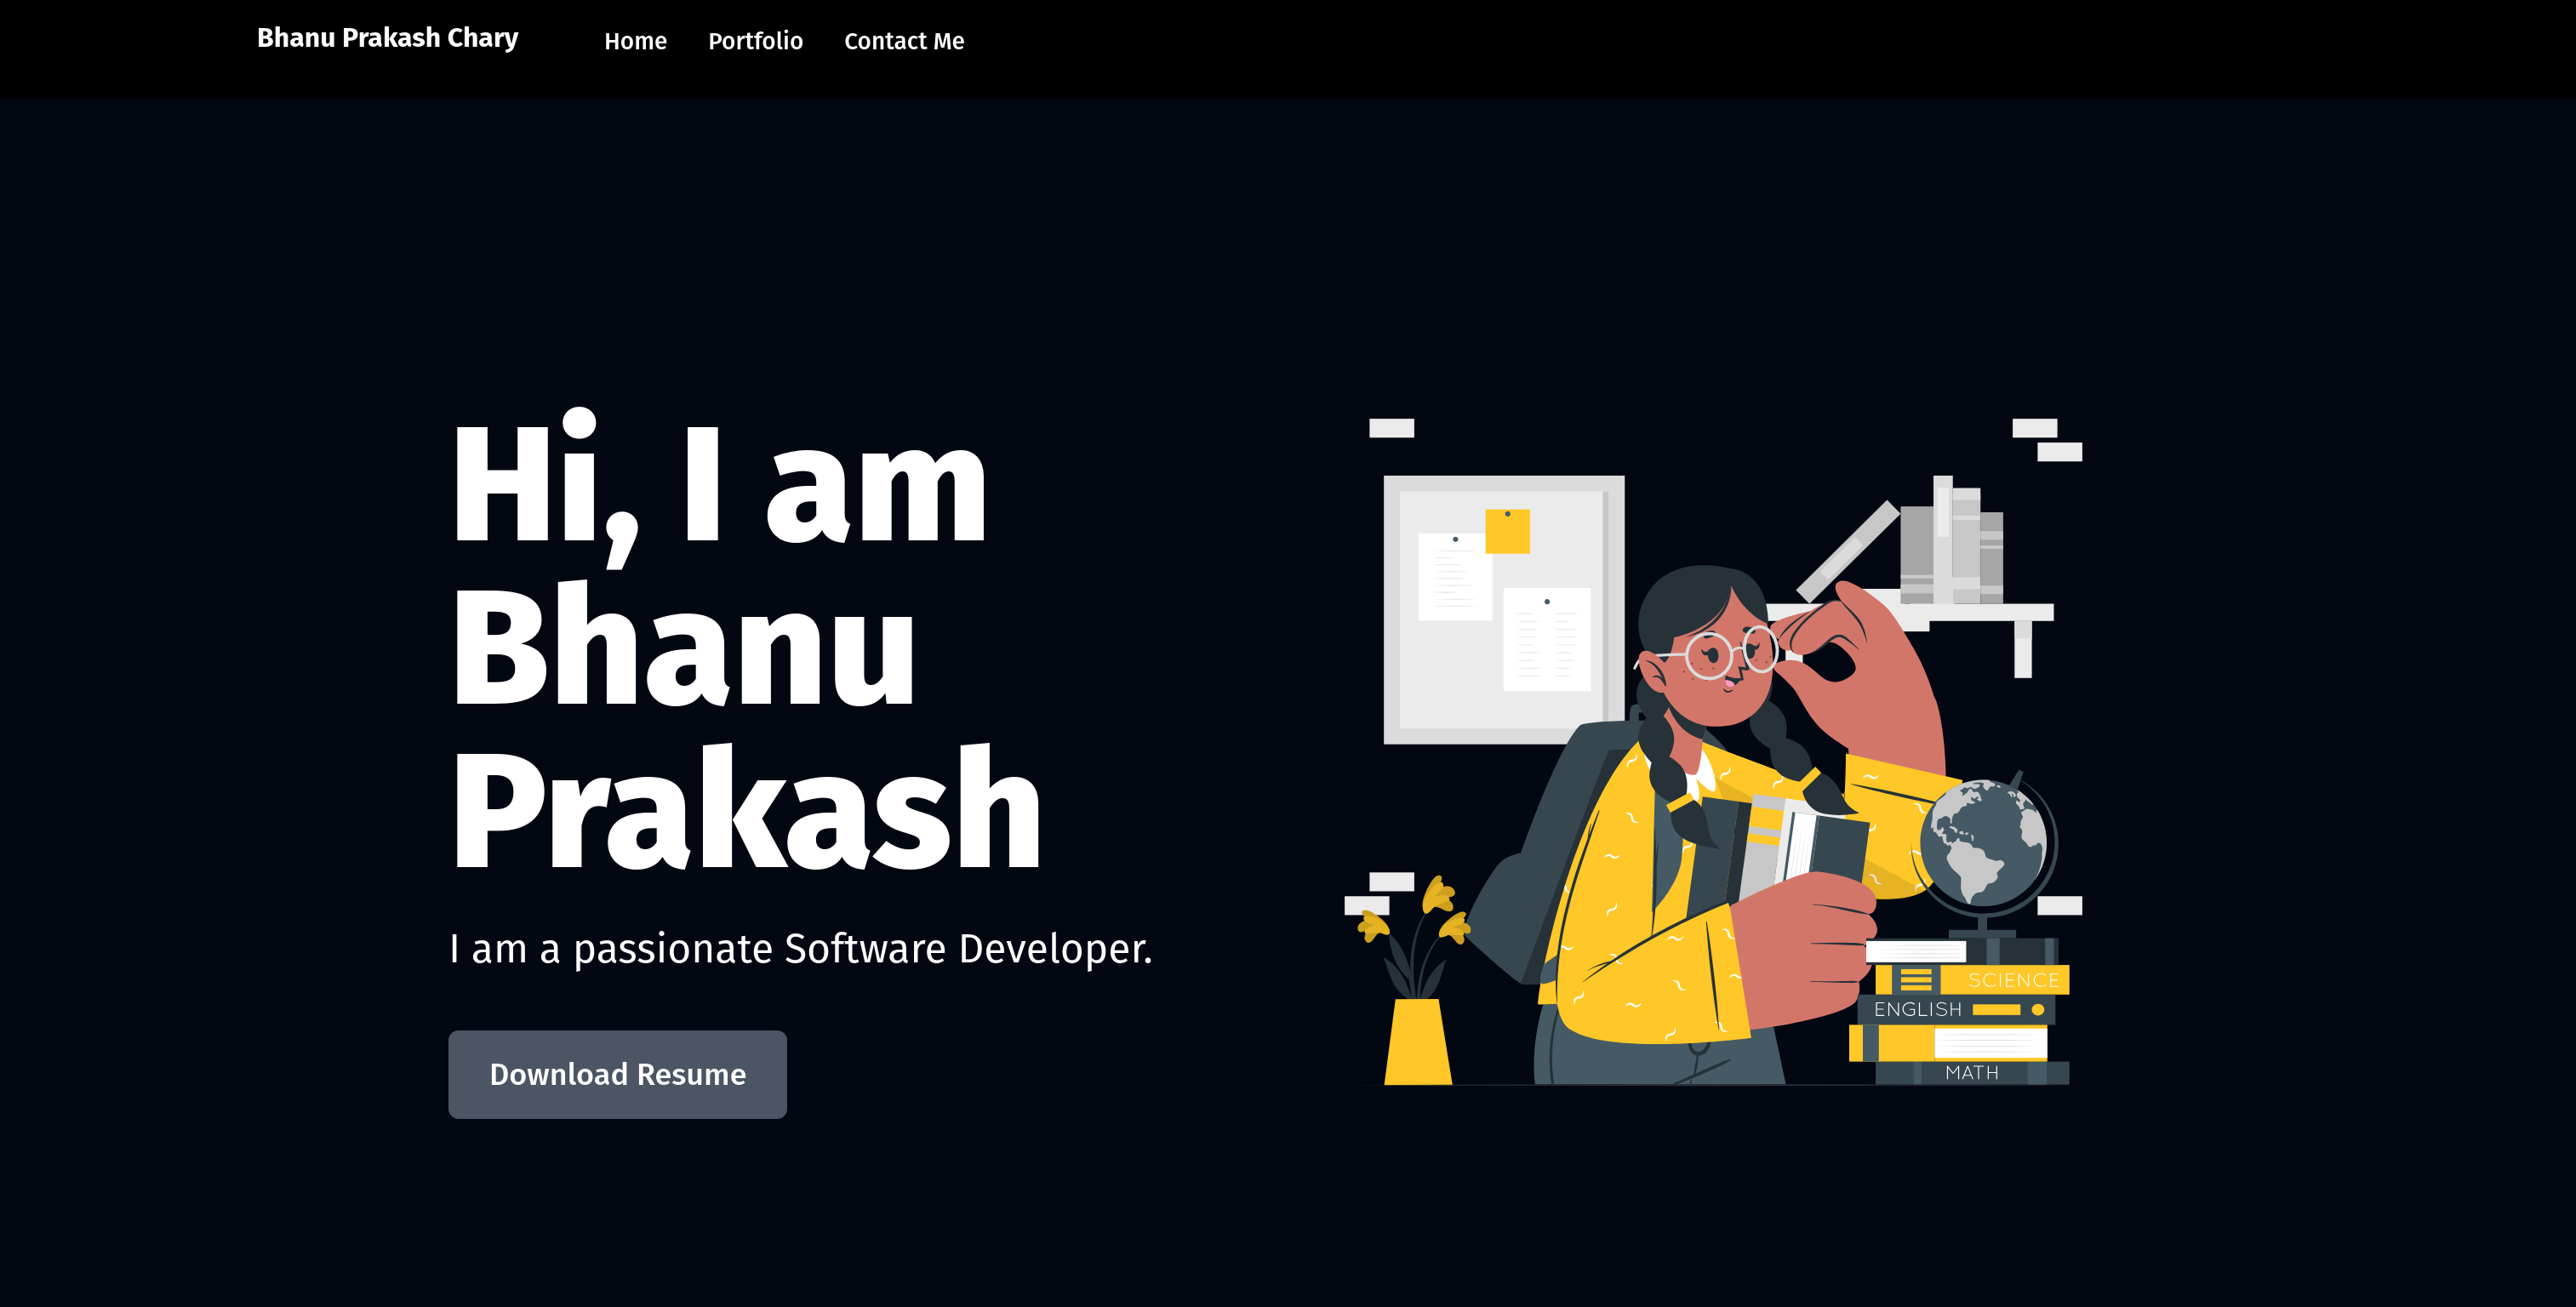 Bhanu Prakash Chary
Home Portfolio Contact Me
Hi, I am
Bhanu
Prakash
I am a passionate Software Developer.
Download Resume
SCIENCE
ENGLISH
MATH